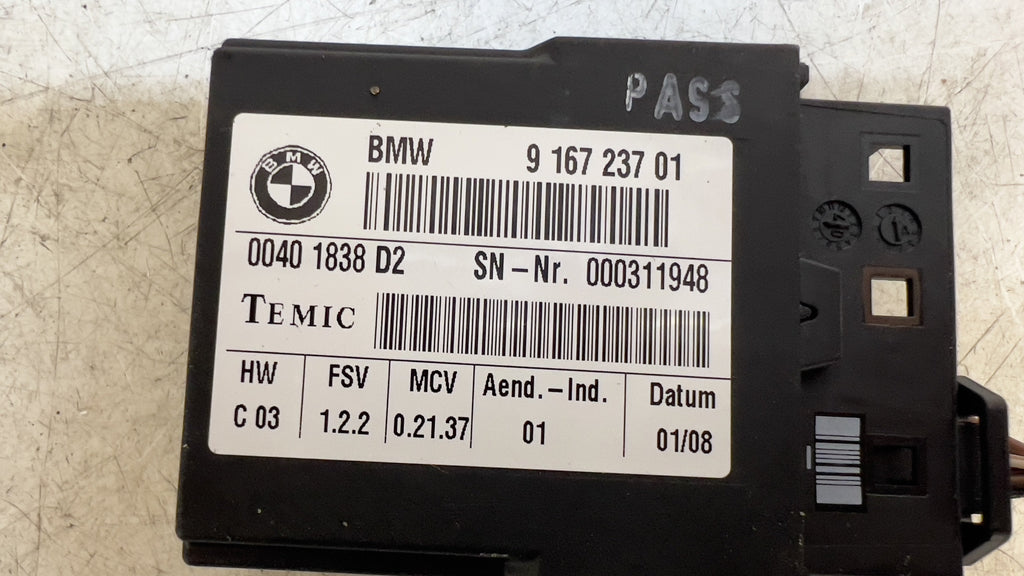 PASS
BMW 9 167 237 01
BMW
0040 1838 D2 SN-Nr. 000311948
TEMIC
HW FSV MCV Aend.-Ind. Datum
C 03 1.2.2 0.21.37 01 01/08